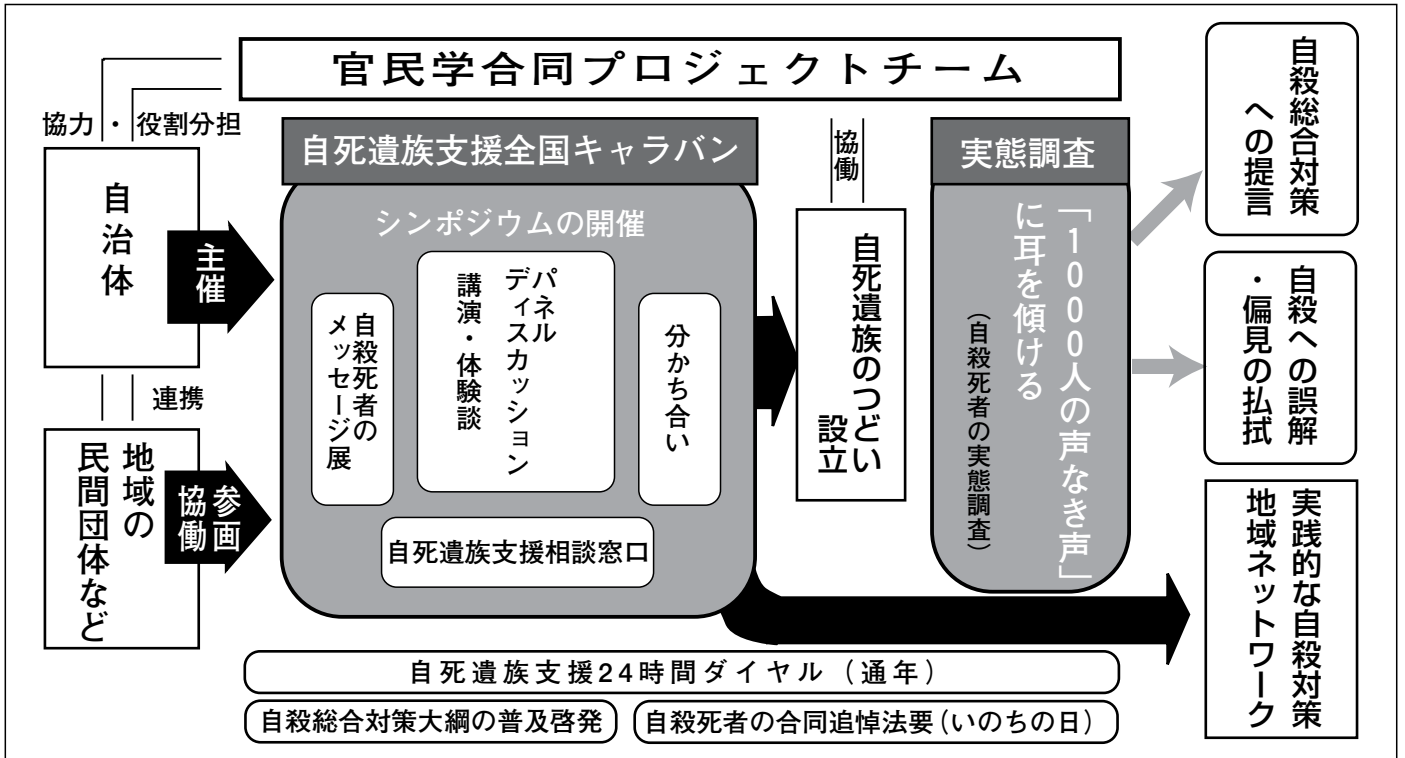 官民学合同プロジェクトチーム
協力・役割分担
自治体
主催
連携
地域の
民間団体など
参画
協働
自死遺族支援全国キャラバン
シンポジウムの開催
自殺死者の
メッセージ展
パネル
ディスカッション
講演・体験談
分かち合い
自死遺族支援相談窓口
協働
自死遺族のつどい
設立
実態調査
「1000人の声なき声」
に耳を傾ける
(自殺死者の実態調査)
自殺総合対策
への提言
自殺への誤解
・偏見の払拭
実践的な自殺対策
地域ネットワーク
自死遺族支援24時間ダイヤル(通年)
自殺総合対策大綱の普及啓発
自殺死者の合同追悼法要(いのちの日)